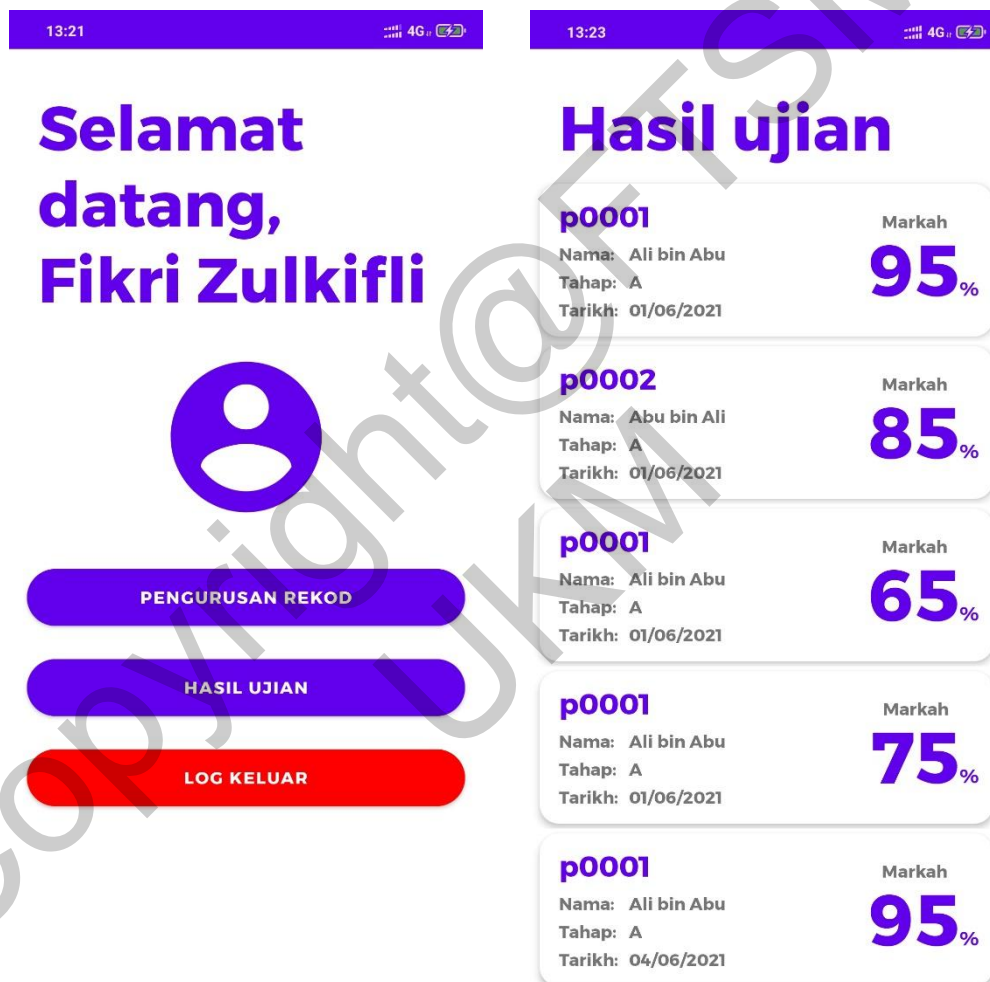 13:21
4G
Selamat
datang,
Fikri Zulkifli
PENGURUSAN REKOD
HASIL UJIAN
LOG KELUAR
13:23
4G
Hasil ujian
p0001
Nama: Ali bin Abu
Tahap: A
Tarikh: 01/06/2021
Markah
95%
p0002
Nama: Abu bin Ali
Tahap: A
Tarikh: 01/06/2021
Markah
85%
p0001
Nama: Ali bin Abu
Tahap: A
Tarikh: 01/06/2021
Markah
65%
p0001
Nama: Ali bin Abu
Tahap: A
Tarikh: 01/06/2021
Markah
75%
p0001
Nama: Ali bin Abu
Tahap: A
Tarikh: 04/06/2021
Markah
95%
Copyright@FTSM
UKM